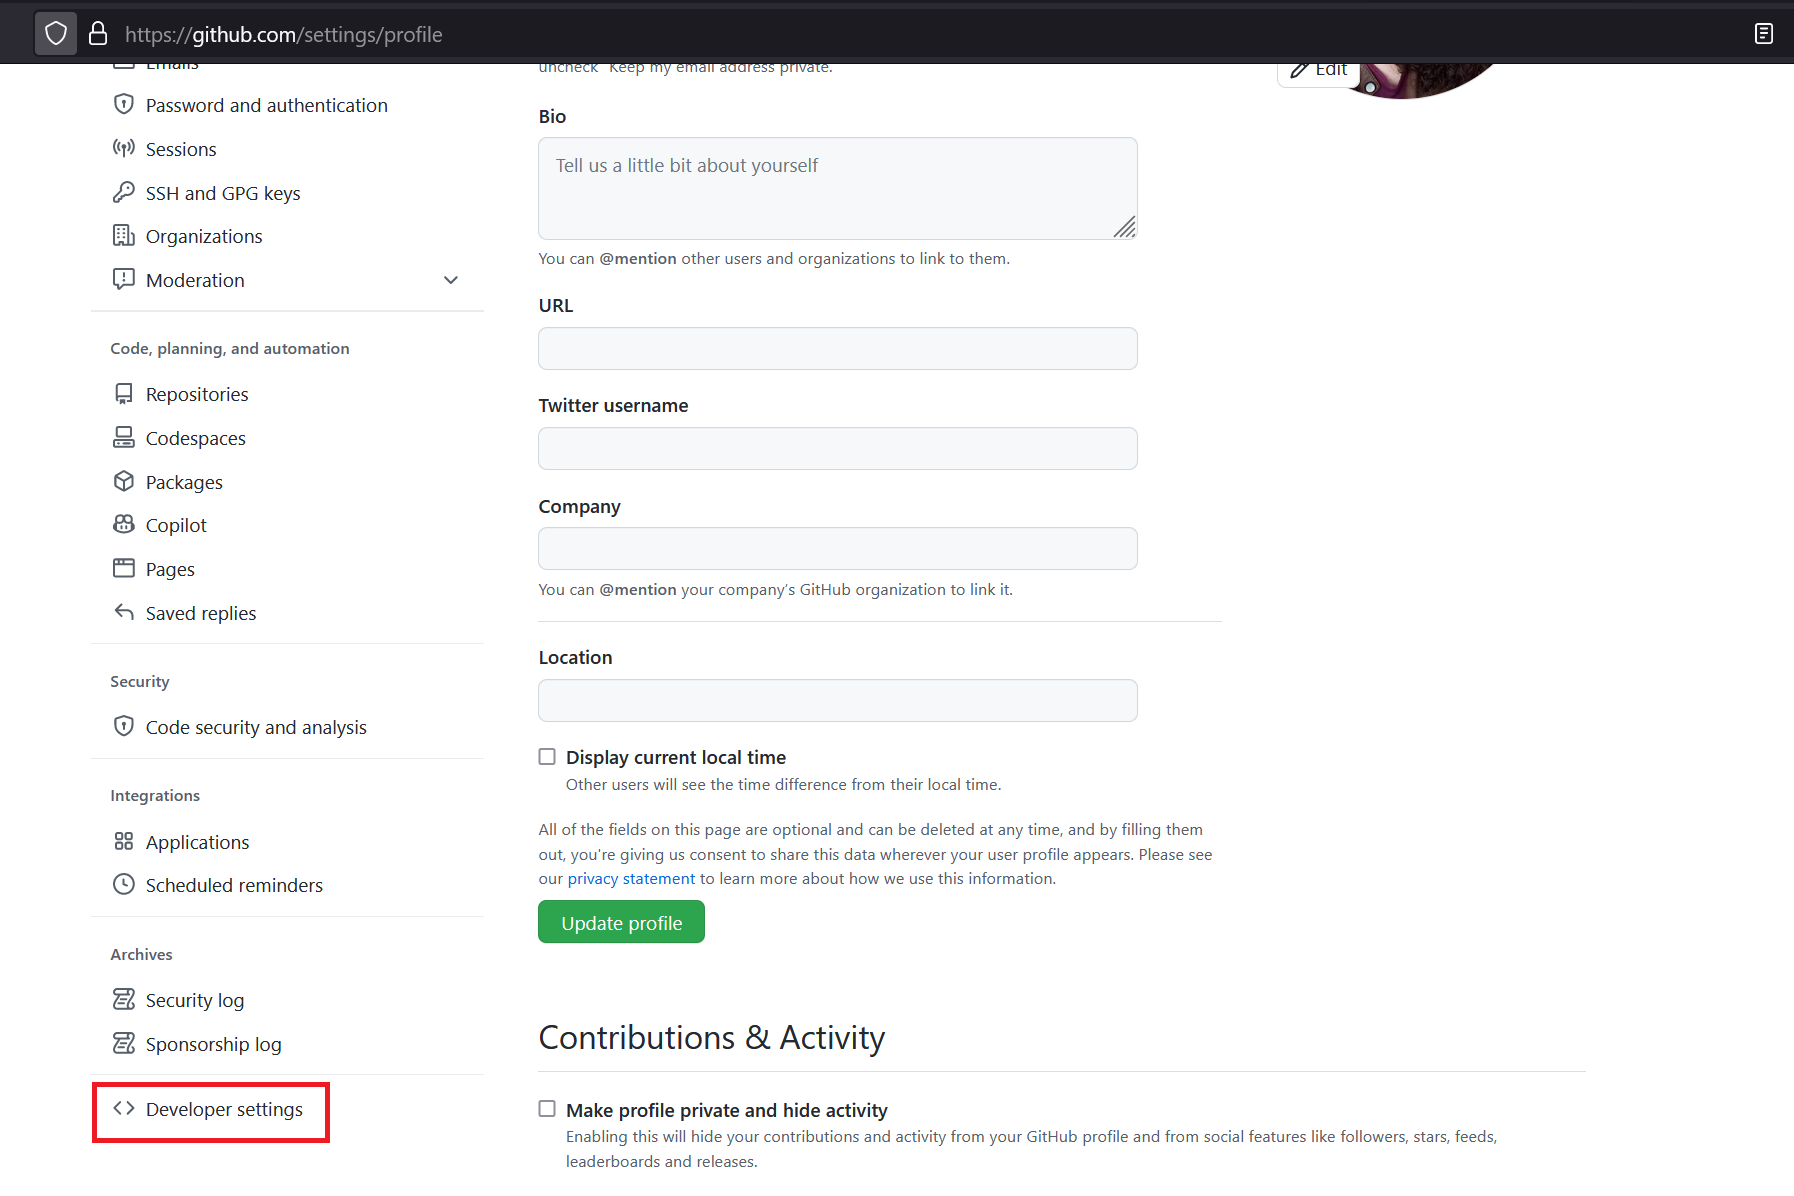 https://github.com/settings/profile
Emails
Password and authentication
Sessions
SSH and GPG keys
Organizations
Moderation
Code, planning, and automation
Repositories
Codespaces
Packages
Copilot
Pages
Saved replies
Security
Code security and analysis
Integrations
Applications
Scheduled reminders
Archives
Security log
Sponsorship log
Developer settings
uncheck "Keep my email address private.
Edit
Bio
Tell us a little bit about yourself
You can @mention other users and organizations to link to them.
URL
Twitter username
Company
You can @mention your company's GitHub organization to link it.
Location
Display current local time
Other users will see the time difference from their local time.
All of the fields on this page are optional and can be deleted at any time, and by filling them
out, you're giving us consent to share this data wherever your user profile appears. Please see
our privacy statement to learn more about how we use this information.
Update profile
Contributions & Activity
Make profile private and hide activity
Enabling this will hide your contributions and activity from your GitHub profile and from social features like followers, stars, feeds,
leaderboards and releases.